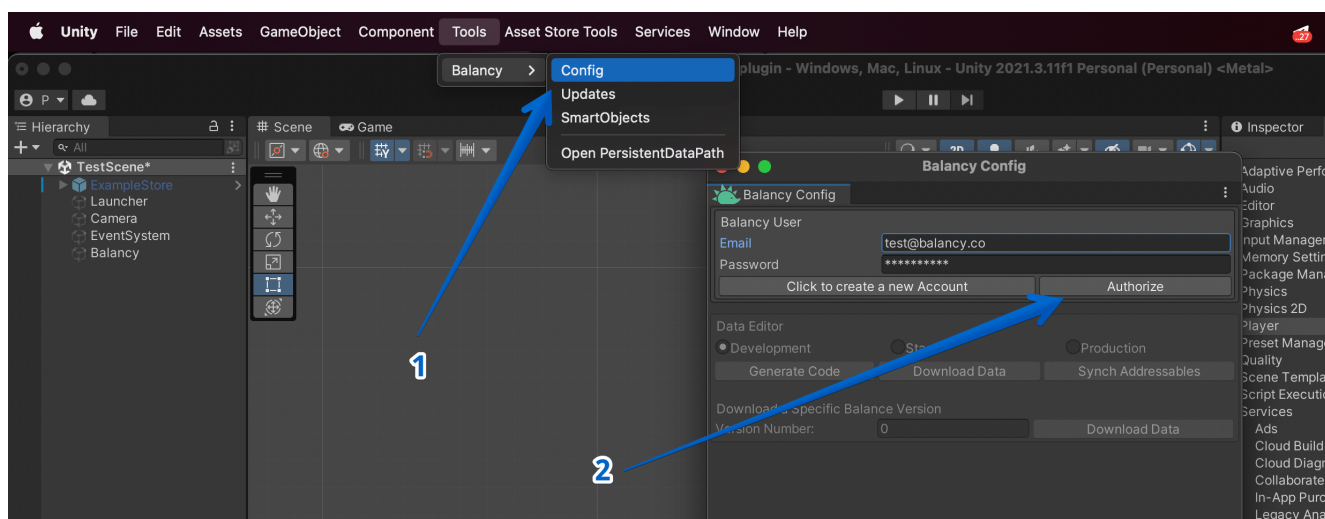 Unity File Edit Assets GameObject Component Tools Asset Store Tools Services Window Help
27
Balancy
Config
Updates
SmartObjects
Open PersistentDataPath
plugin - Windows, Mac, Linux - Unity 2021.3.11f1 Personal (Personal) <Metal>
P
Hierarchy
All
TestScene*
ExampleStore
Launcher
Camera
EventSystem
Balancy
Scene Game
2D
1
2
Balancy Config
Balancy Config
Balancy User
Email test@balancy.co
Password **********
Click to create a new Account Authorize
Data Editor
Development Production
Generate Code Download Data Synch Addressables
Download a Specific Balance Version
Version Number: 0 Download Data
Inspector
Adaptive Perfo
Audio
Editor
Graphics
nput Manager
Memory Settin
Package Mana
Physics
Physics 2D
Player
Preset Manage
Quality
Scene Templa
Script Executio
Services
Ads
Cloud Build
Cloud Diagn
Collaborate
In-App Purc
Legacy Ana